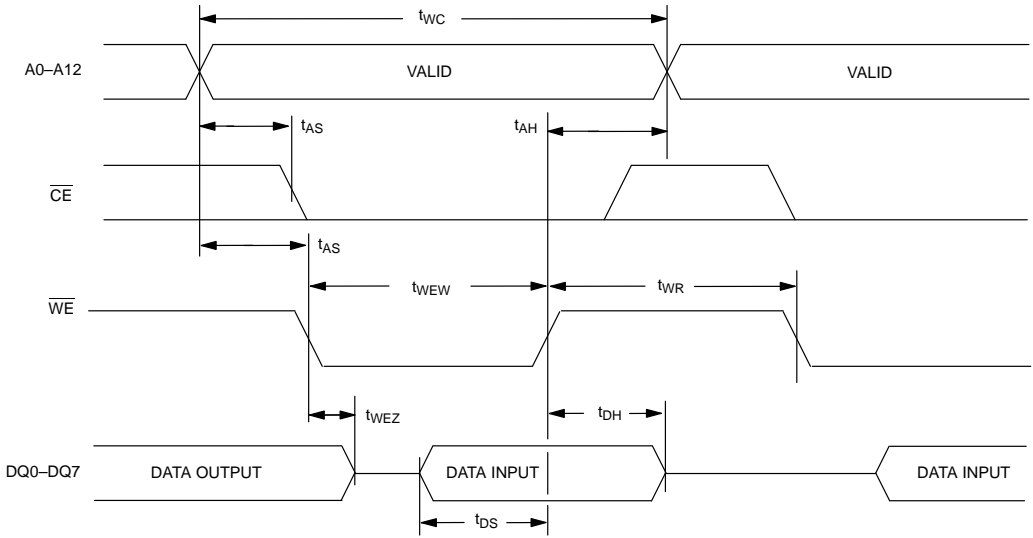 tWC
A0–A12 VALID VALID
tAS tAH
CE
tAS
tWEW tWR
WE
tWEZ tDH
DQ0–DQ7 DATA OUTPUT DATA INPUT DATA INPUT
tDS